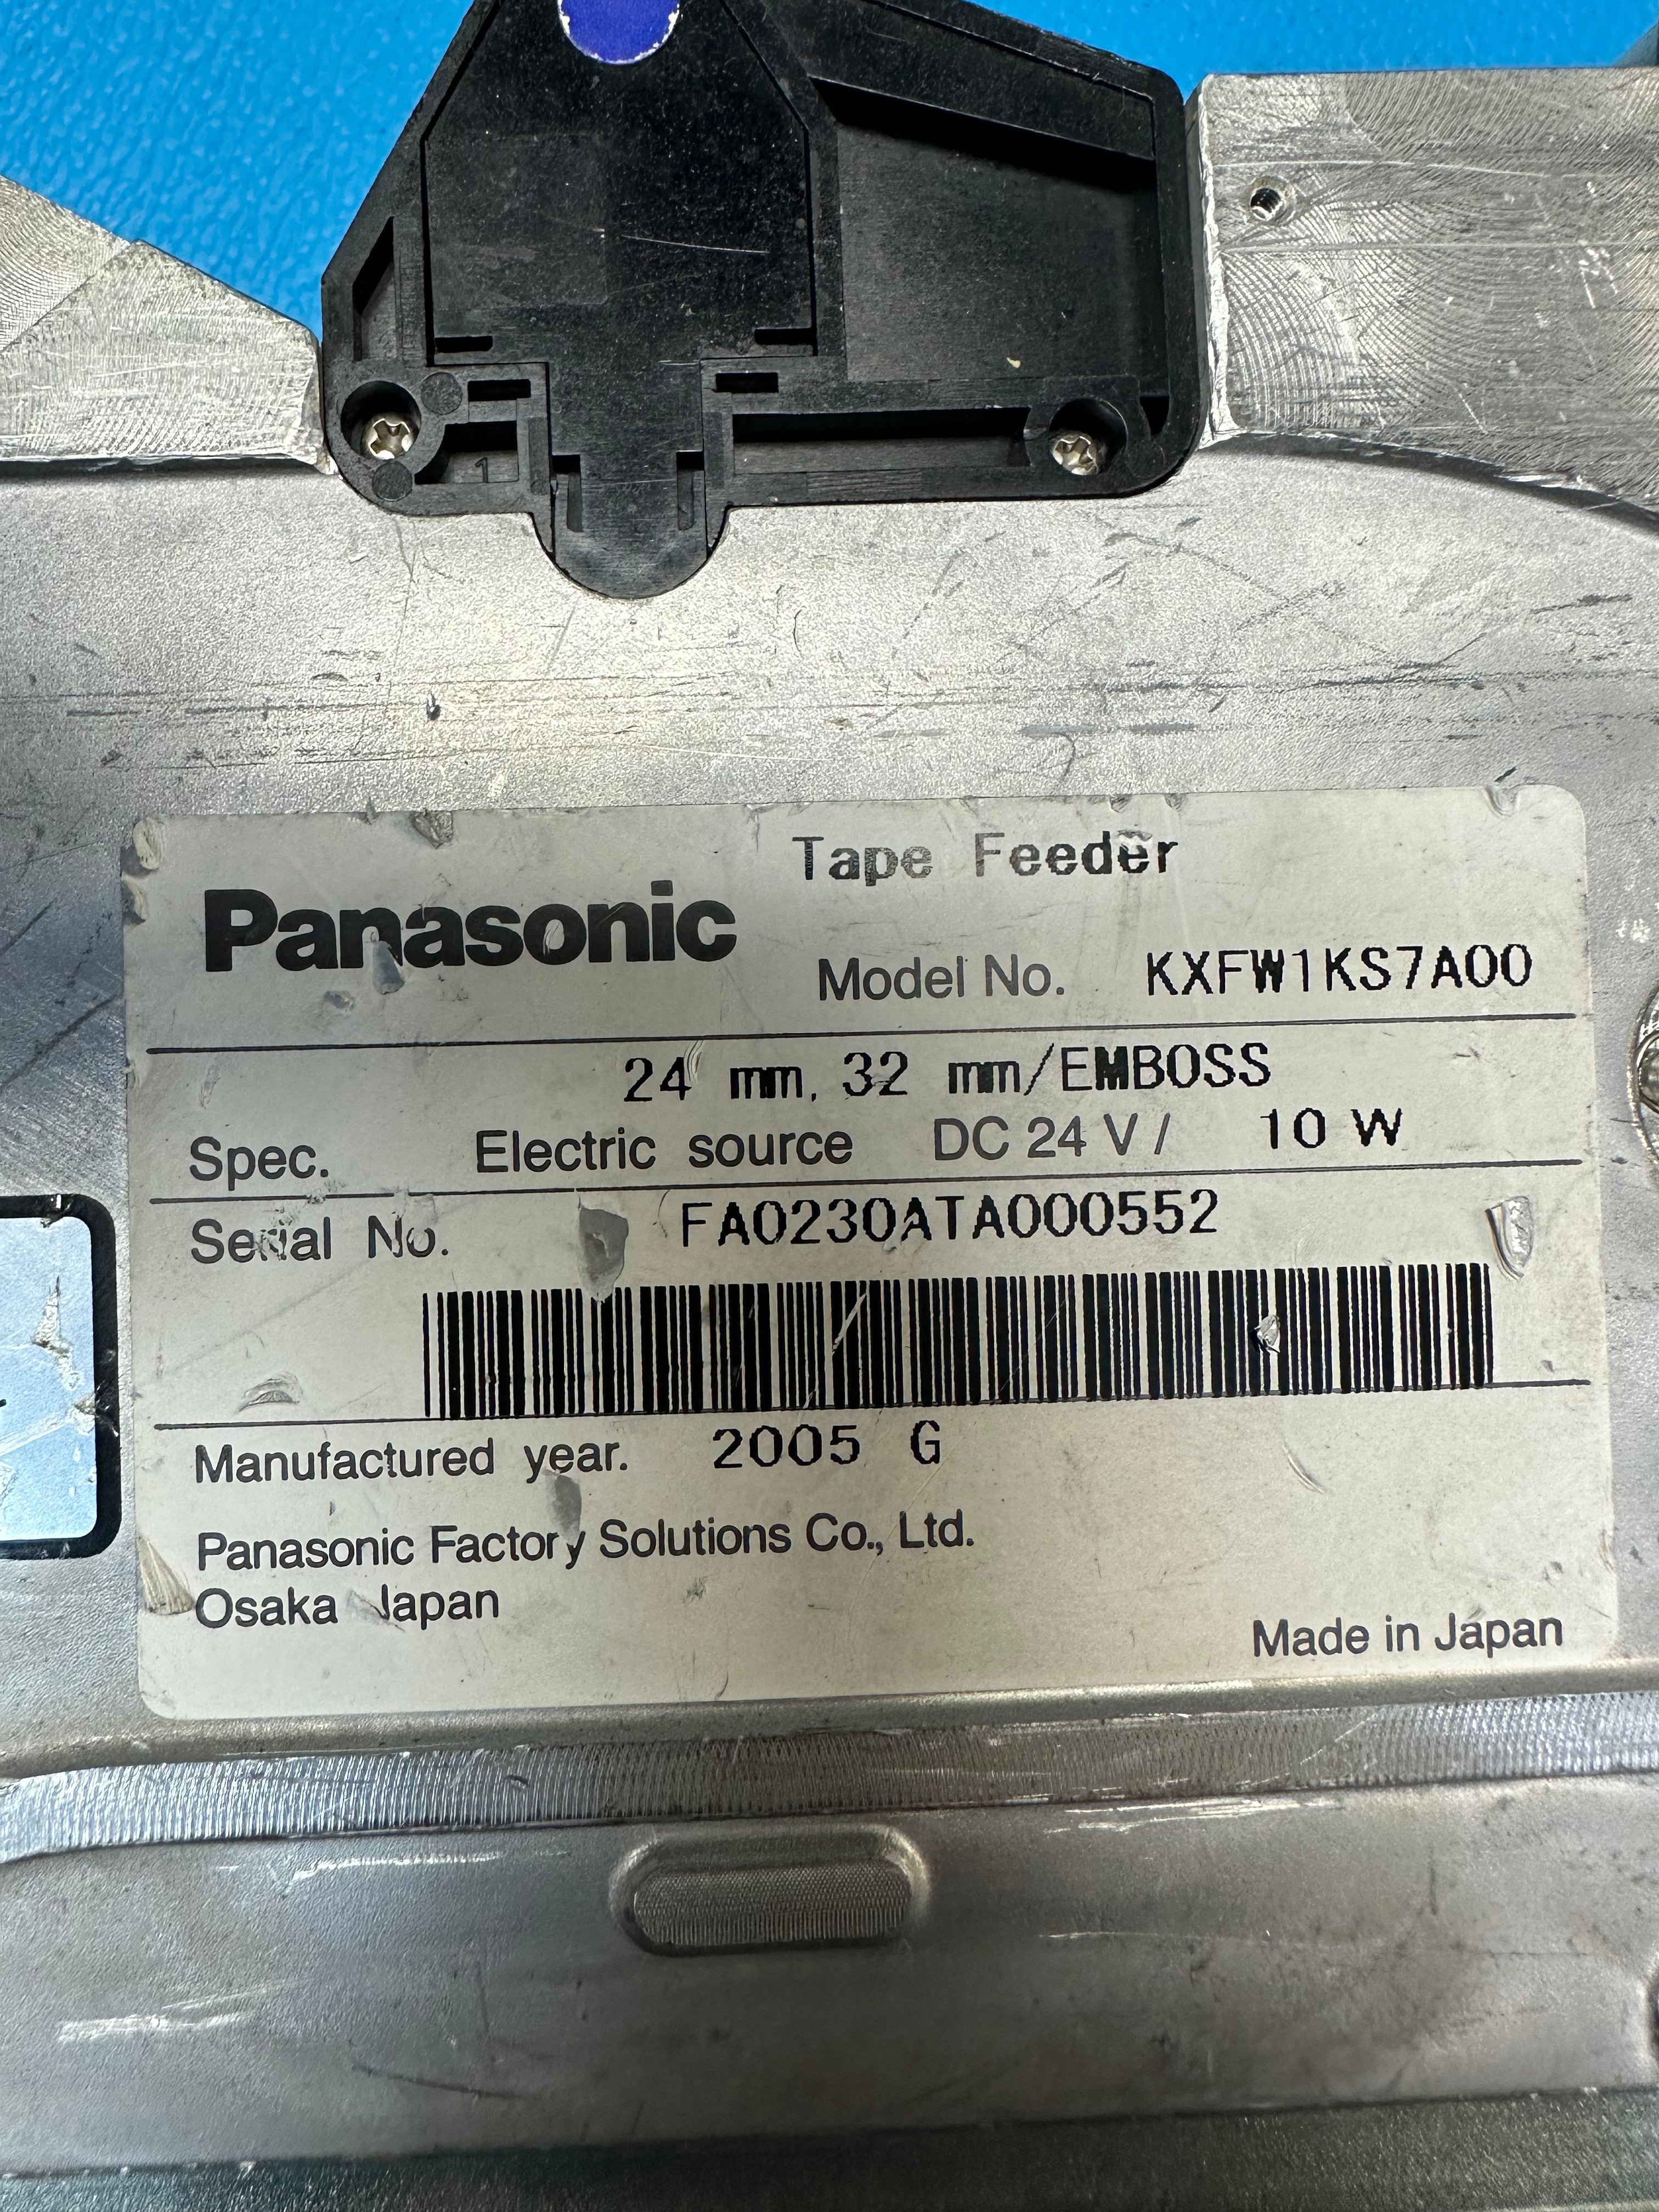 1
Tape Feeder
Panasonic
Model No. KXFW1KS7A00
24 mm, 32 mm/EMBOSS
Spec. Electric source DC 24 V / 10 W
Serial No. FA0230ATA000552
Manufactured year. 2005 G
Panasonic Factory Solutions Co., Ltd.
Osaka Japan
Made in Japan